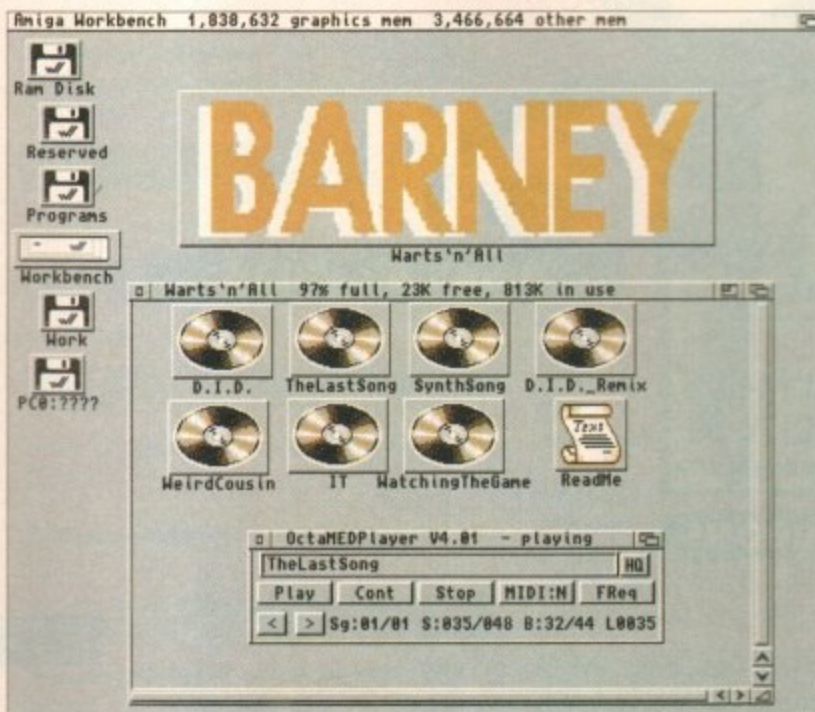 Amiga Workbench 1,838,632 graphics mem 3,466,664 other mem
Ram Disk
Reserved
Programs
Workbench
Work
PC0:????
BARNEY
Warts'n'All
Warts'n'All 97% full, 23K free, 813K in use
D.I.D. TheLastSong SynthSong D.I.D._Remix
Text
WeirdCousin IT WatchingTheGame ReadMe
OctaMEDPlayer V4.01 - playing
TheLastSong HQ
Play Cont Stop MIDI:N FReq
< > Sg:01/01 S:035/048 B:32/44 L0035